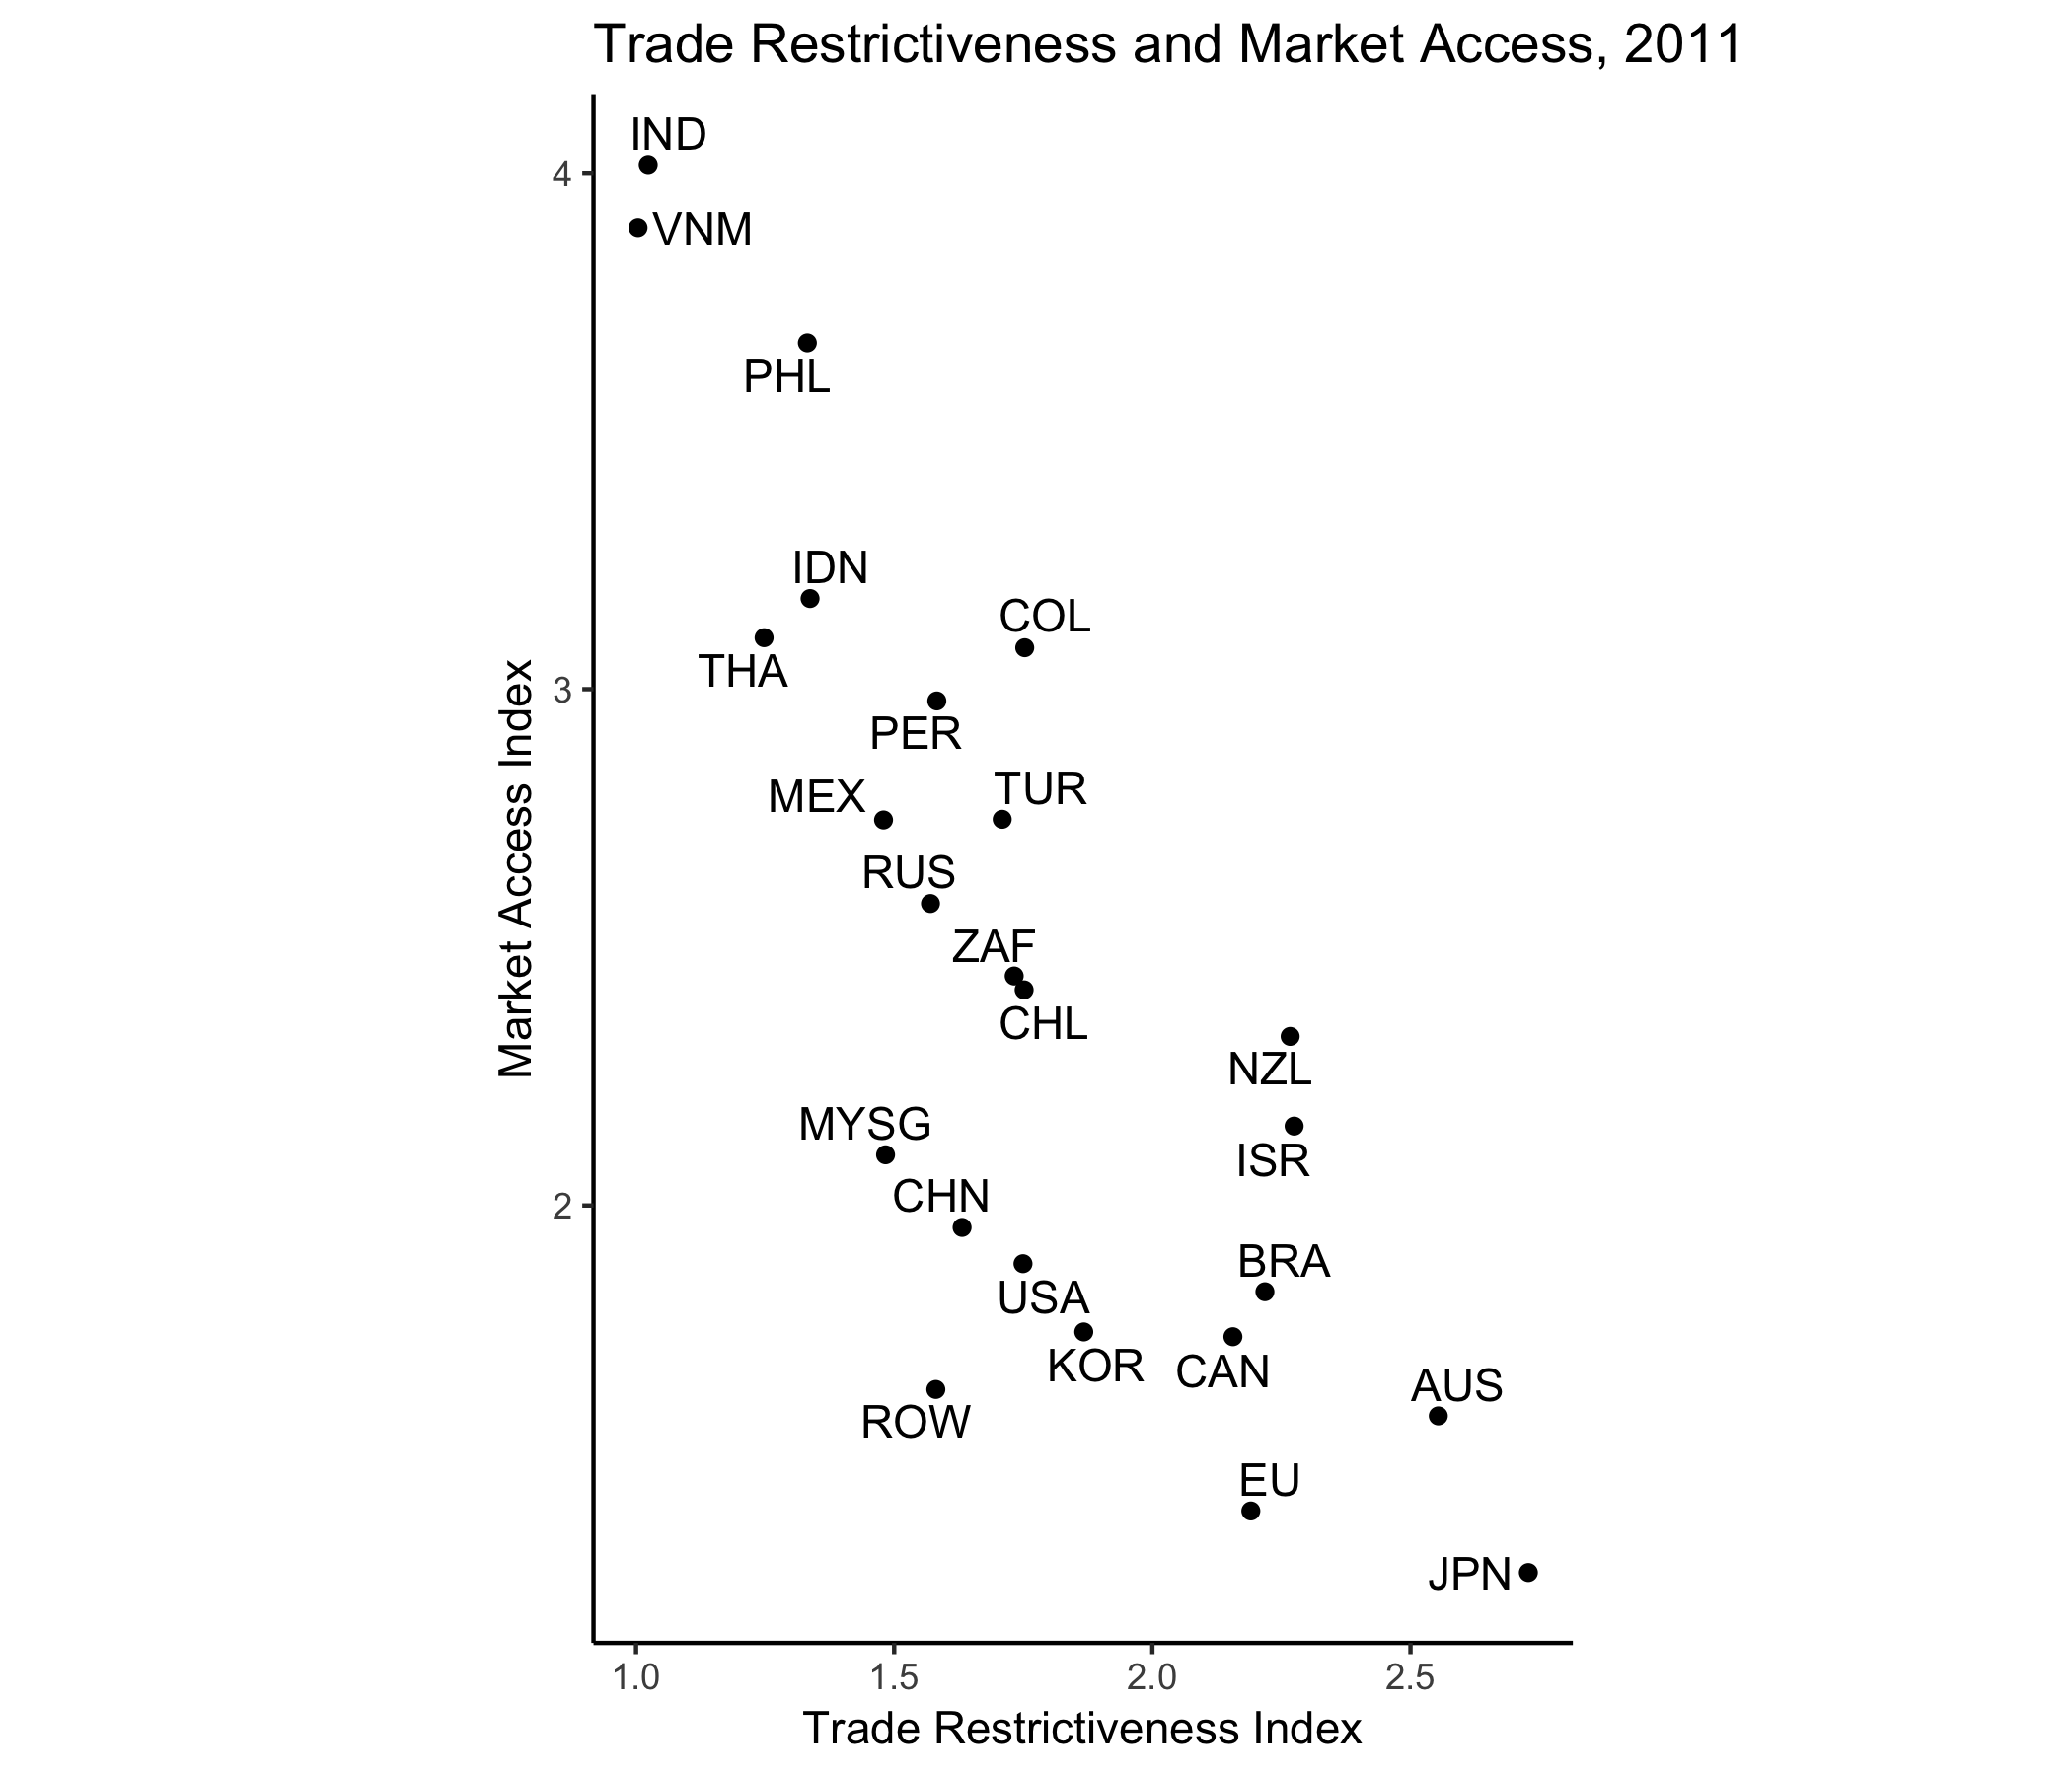 Trade Restrictiveness and Market Access, 2011
IND
4
VNM
PHL
IDN
COL
THA
3
PER
TUR
MEX
RUS
ZAF
CHL
NZL
MYSG
ISR
CHN
2
BRA
USA
KOR
CAN
AUS
ROW
EU
JPN
Market Access Index
1.0 1.5 2.0 2.5
Trade Restrictiveness Index